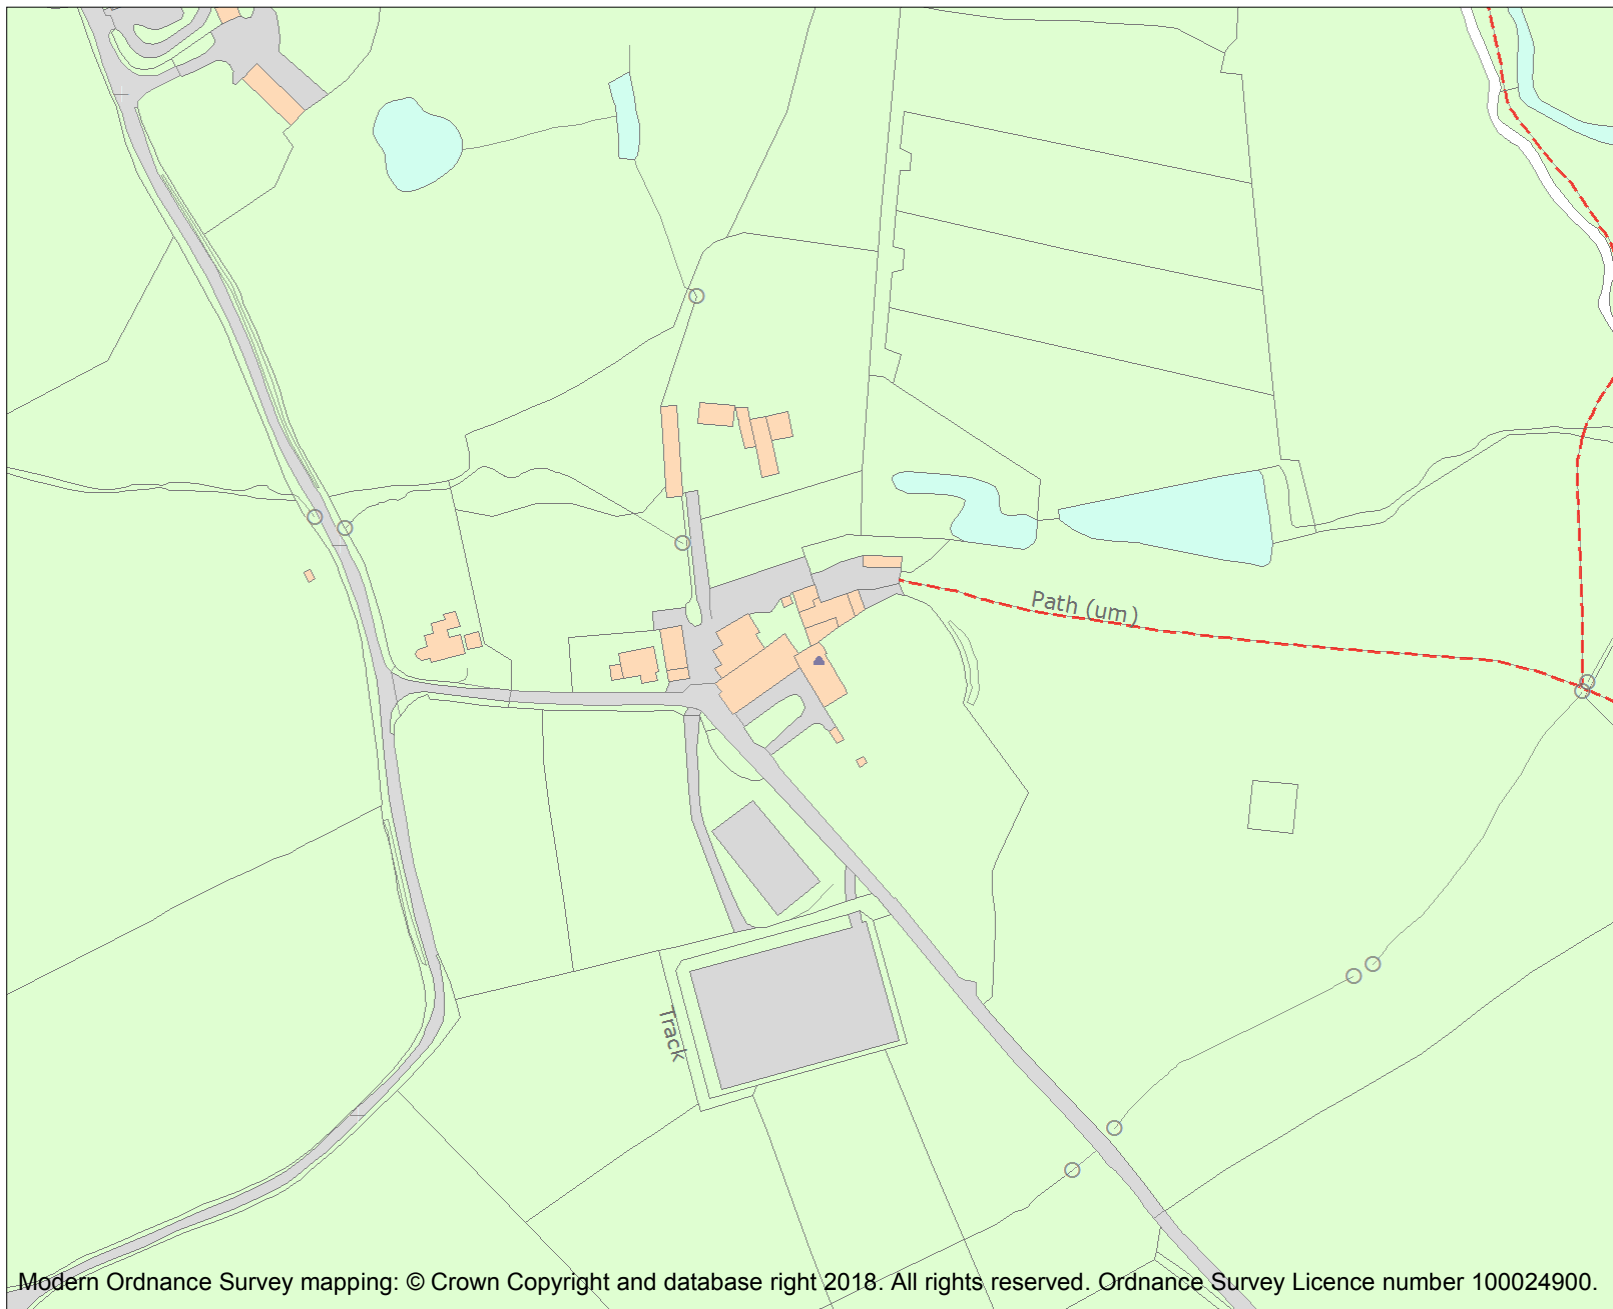 Path (um)
Track
Modern Ordnance Survey mapping: © Crown Copyright and database right 2018. All rights reserved. Ordnance Survey Licence number 100024900.